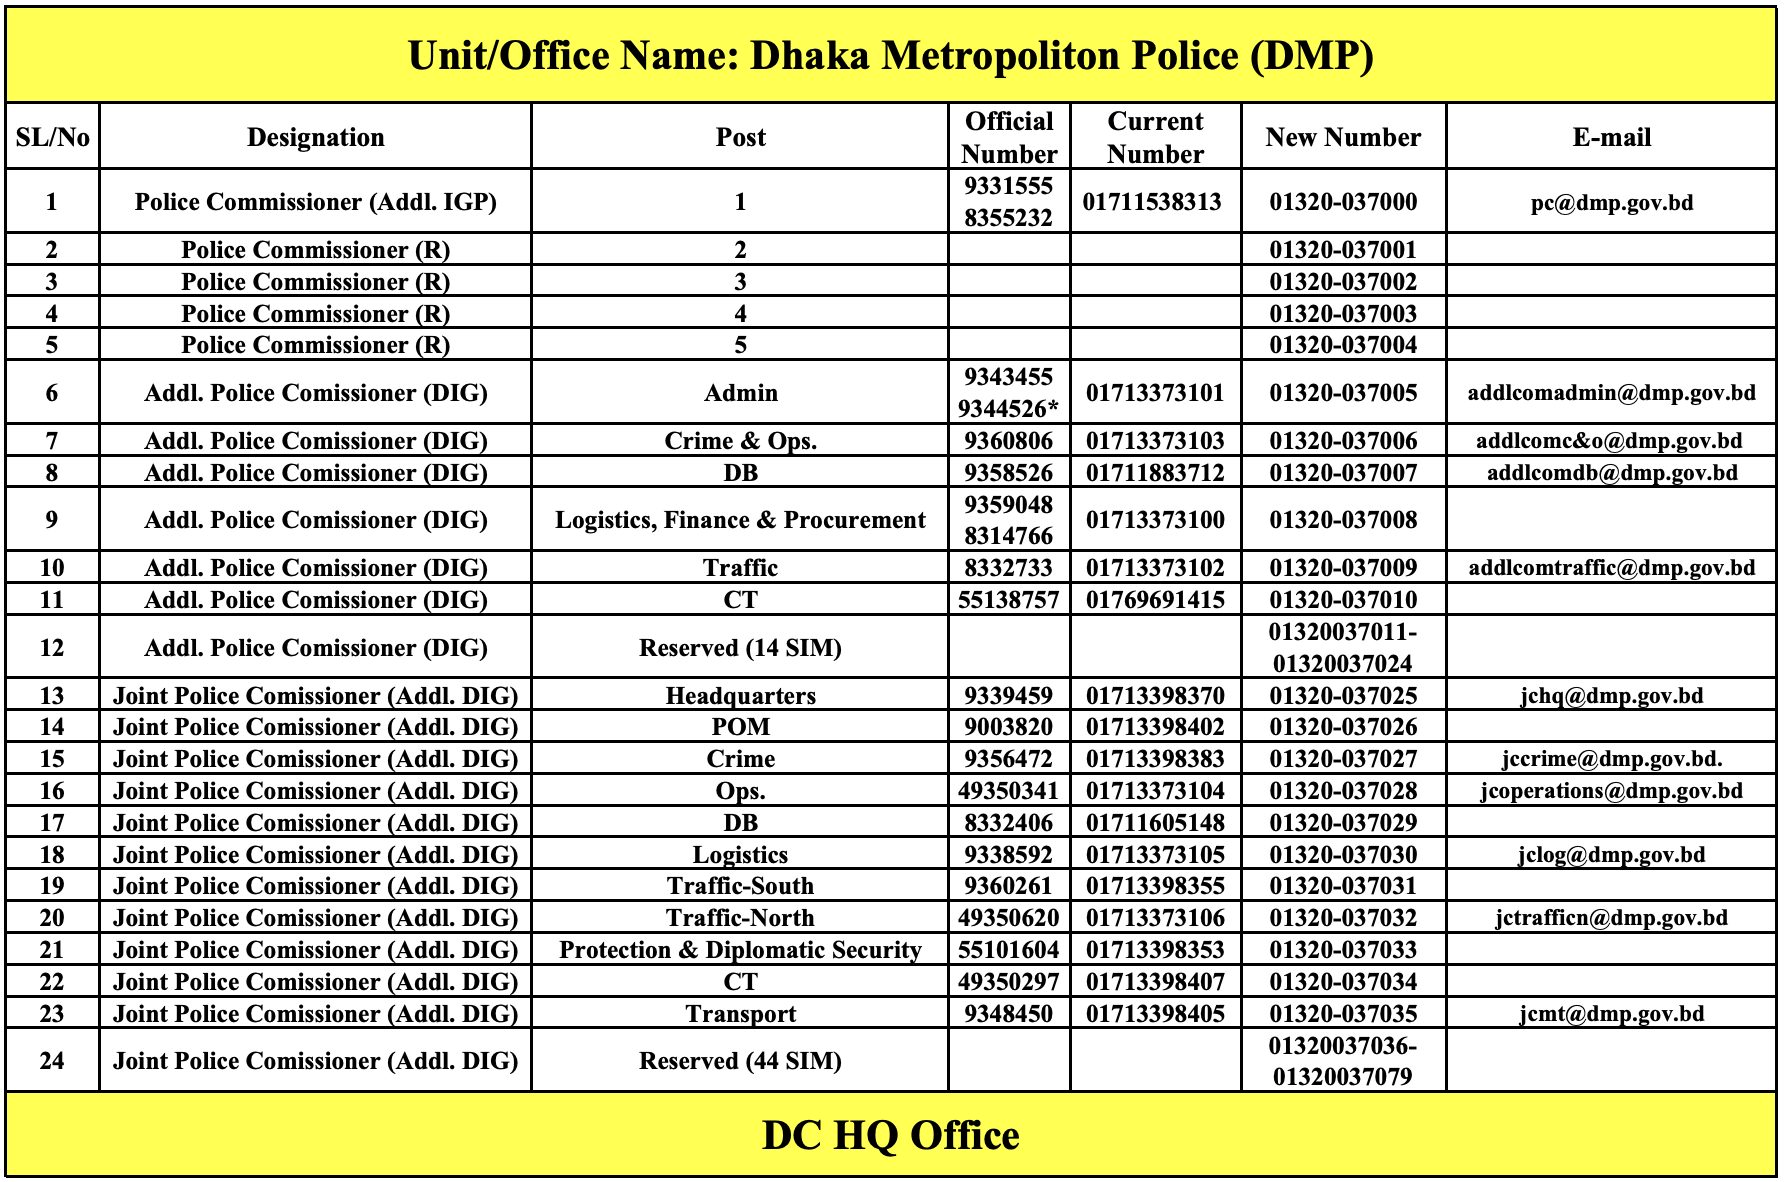 Unit/Office Name: Dhaka Metropoliton Police (DMP)
SL/No Designation Post Official Number Current Number New Number E-mail
1 Police Commissioner (Addl. IGP) 1 9331555 8355232 01711538313 01320-037000 pc@dmp.gov.bd
2 Police Commissioner (R) 2 01320-037001
3 Police Commissioner (R) 3 01320-037002
4 Police Commissioner (R) 4 01320-037003
5 Police Commissioner (R) 5 01320-037004
6 Addl. Police Comissioner (DIG) Admin 9343455 9344526* 01713373101 01320-037005 addlcomadmin@dmp.gov.bd
7 Addl. Police Comissioner (DIG) Crime & Ops. 9360806 01713373103 01320-037006 addlcomc&o@dmp.gov.bd
8 Addl. Police Comissioner (DIG) DB 9358526 01711883712 01320-037007 addlcomdb@dmp.gov.bd
9 Addl. Police Comissioner (DIG) Logistics, Finance & Procurement 9359048 8314766 01713373100 01320-037008
10 Addl. Police Comissioner (DIG) Traffic 8332733 01713373102 01320-037009 addlcomtraffic@dmp.gov.bd
11 Addl. Police Comissioner (DIG) CT 55138757 01769691415 01320-037010
12 Addl. Police Comissioner (DIG) Reserved (14 SIM) 01320037011-01320037024
13 Joint Police Comissioner (Addl. DIG) Headquarters 9339459 01713398370 01320-037025 jchq@dmp.gov.bd
14 Joint Police Comissioner (Addl. DIG) POM 9003820 01713398402 01320-037026
15 Joint Police Comissioner (Addl. DIG) Crime 9356472 01713398383 01320-037027 jccrime@dmp.gov.bd.
16 Joint Police Comissioner (Addl. DIG) Ops. 49350341 01713373104 01320-037028 jcoperations@dmp.gov.bd
17 Joint Police Comissioner (Addl. DIG) DB 8332406 01711605148 01320-037029
18 Joint Police Comissioner (Addl. DIG) Logistics 9338592 01713373105 01320-037030 jclog@dmp.gov.bd
19 Joint Police Comissioner (Addl. DIG) Traffic-South 9360261 01713398355 01320-037031
20 Joint Police Comissioner (Addl. DIG) Traffic-North 49350620 01713373106 01320-037032 jctrafficn@dmp.gov.bd
21 Joint Police Comissioner (Addl. DIG) Protection & Diplomatic Security 55101604 01713398353 01320-037033
22 Joint Police Comissioner (Addl. DIG) CT 49350297 01713398407 01320-037034
23 Joint Police Comissioner (Addl. DIG) Transport 9348450 01713398405 01320-037035 jcmt@dmp.gov.bd
24 Joint Police Comissioner (Addl. DIG) Reserved (44 SIM) 01320037036-01320037079
DC HQ Office